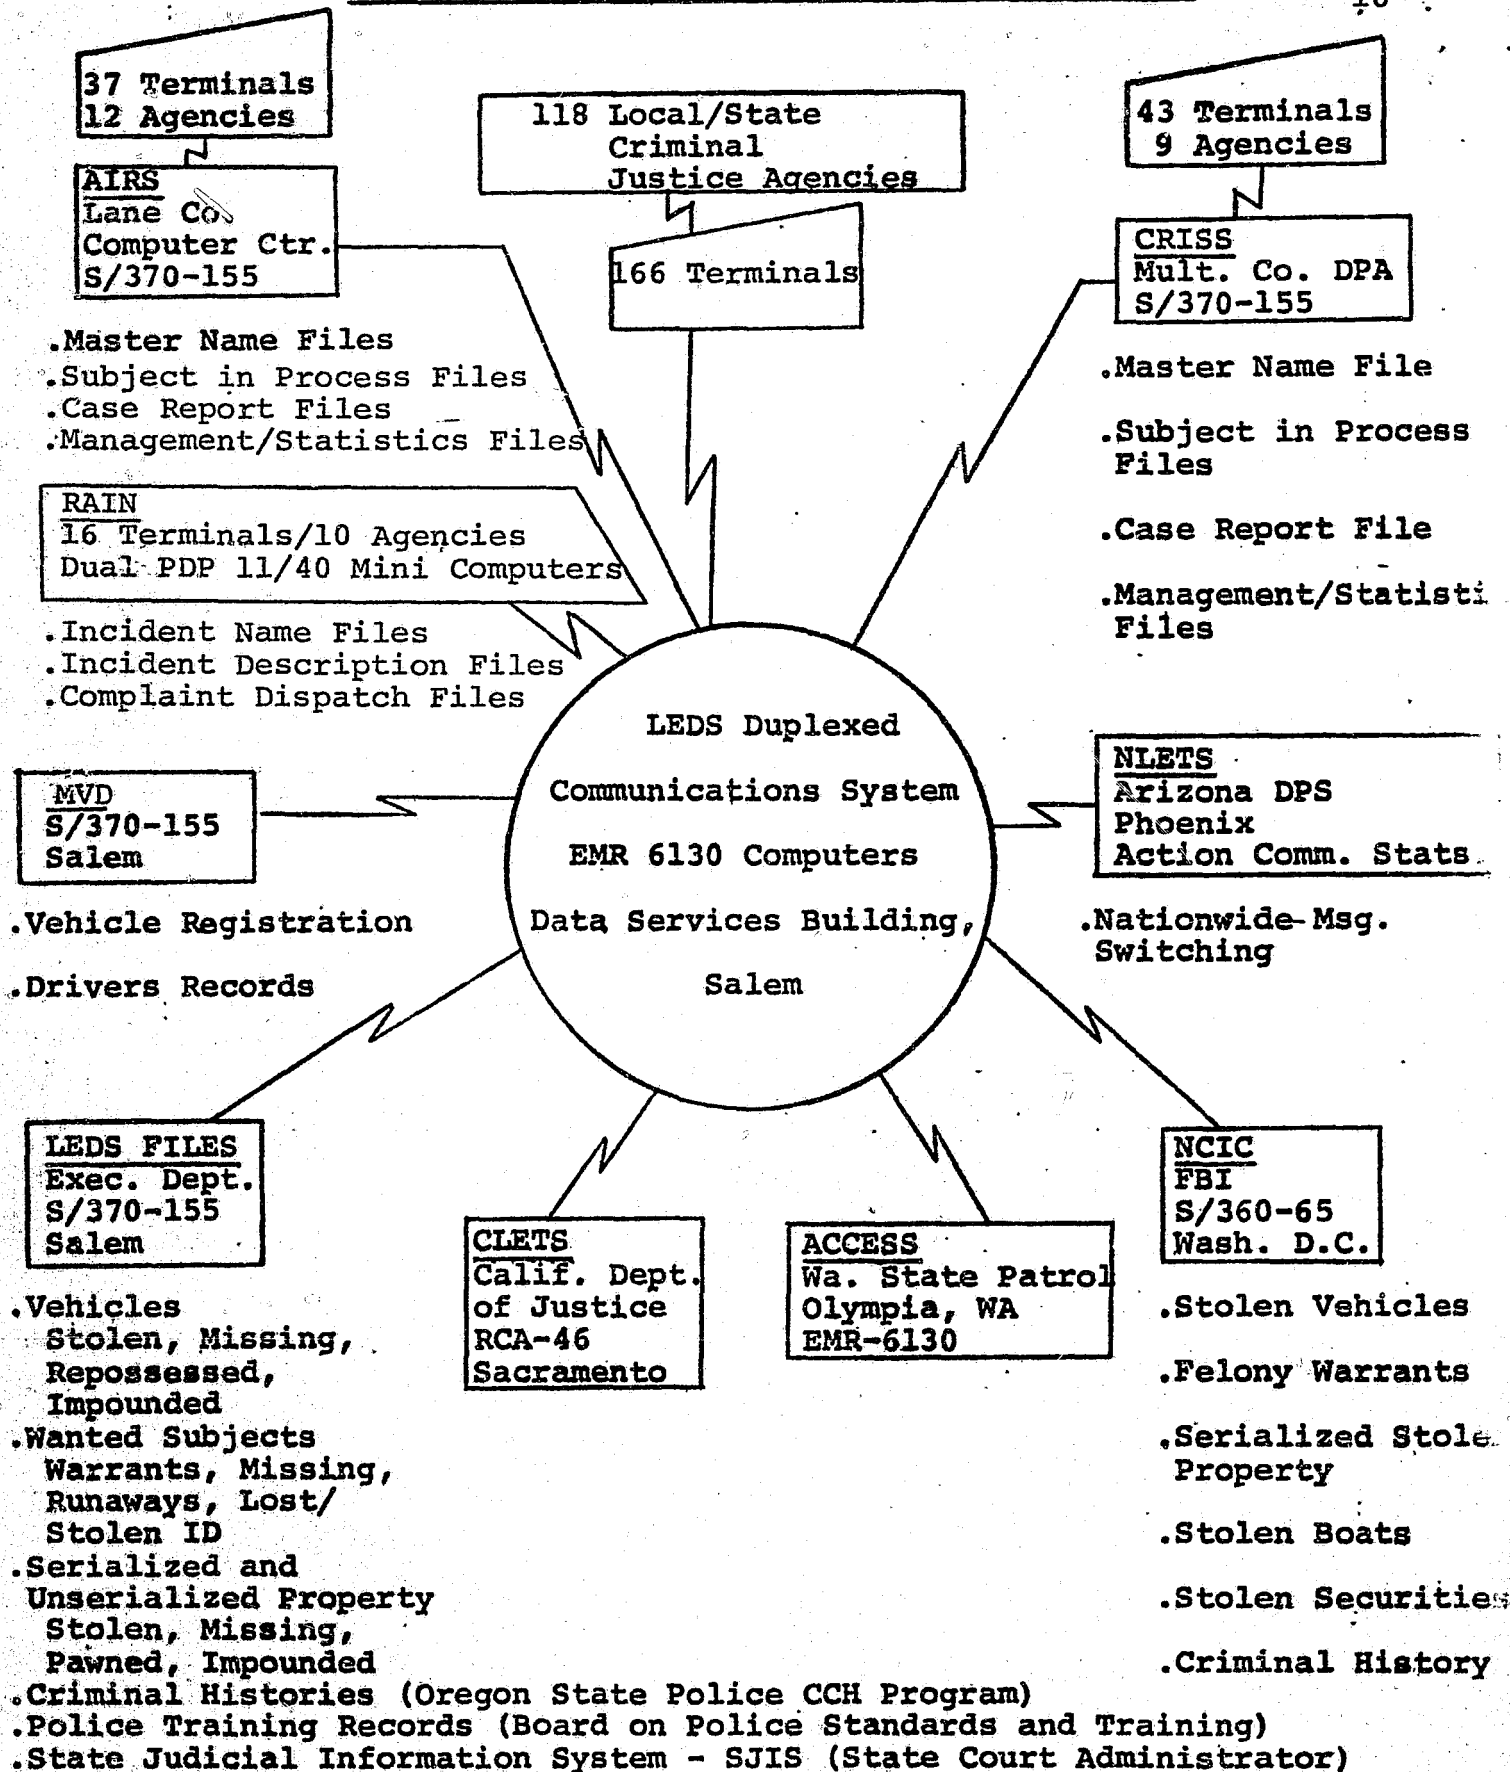 37 Terminals
12 Agencies
AIRS
Lane Co.
Computer Ctr.
S/370-155
.Master Name Files
.Subject in Process Files
.Case Report Files
.Management/Statistics Files
118 Local/State
Criminal
Justice Agencies
166 Terminals
43 Terminals
9 Agencies
CRISS
Mult. Co. DPA
S/370-155
.Master Name File
.Subject in Process
Files
.Case Report File
.Management/Statisti
Files
RAIN
16 Terminals/10 Agencies
Dual PDP 11/40 Mini Computers
.Incident Name Files
.Incident Description Files
.Complaint Dispatch Files
LEDS Duplexed
Communications System
EMR 6130 Computers
Data Services Building,
Salem
MVD
S/370-155
Salem
.Vehicle Registration
.Drivers Records
NLETS
Arizona DPS
Phoenix
Action Comm. Stats.
.Nationwide Msg.
Switching
LEDS FILES
Exec. Dept.
S/370-155
Salem
.Vehicles
Stolen, Missing,
Repossessed,
Impounded
.Wanted Subjects
Warrants, Missing,
Runaways, Lost/
Stolen ID
.Serialized and
Unserialized Property
Stolen, Missing,
Pawned, Impounded
.Criminal Histories (Oregon State Police CCH Program)
.Police Training Records (Board on Police Standards and Training)
.State Judicial Information System - SJIS (State Court Administrator)
CLETS
Calif. Dept.
of Justice
RCA-46
Sacramento
ACCESS
Wa. State Patrol
Olympia, WA
EMR-6130
NCIC
FBI
S/360-65
Wash. D.C.
.Stolen Vehicles
.Felony Warrants
.Serialized Stole
Property
.Stolen Boats
.Stolen Securities
.Criminal History